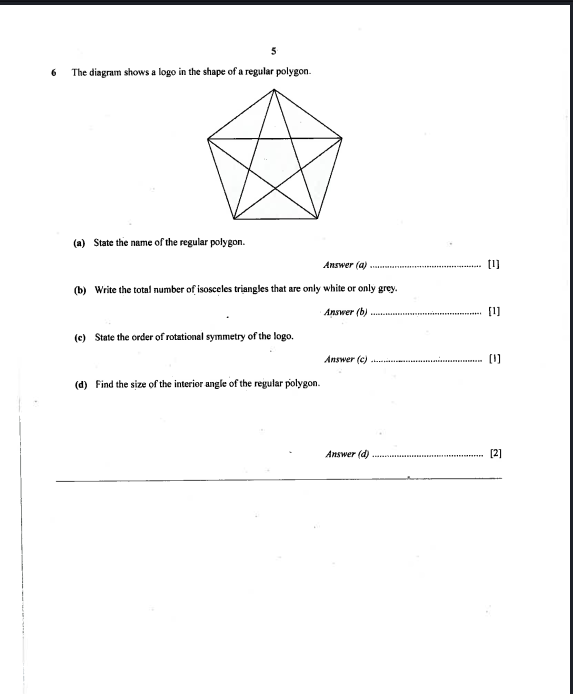 5
6 The diagram shows a logo in the shape of a regular polygon.
(a) State the name of the regular polygon.
Answer (a) ............................................. [1]
(b) Write the total number of isosceles triangles that are only white or only grey.
Answer (b) ............................................. [1]
(c) State the order of rotational symmetry of the logo.
Answer (c) ............................................. [1]
(d) Find the size of the interior angle of the regular polygon.
Answer (d) ............................................. [2]